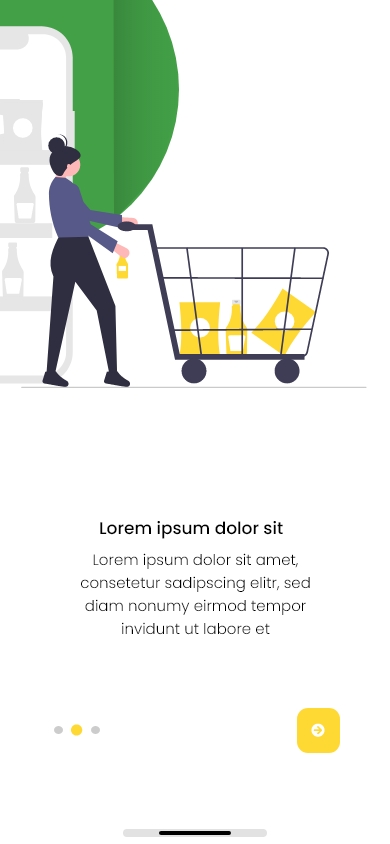 Lorem ipsum dolor sit
Lorem ipsum dolor sit amet,
consetetur sadipscing elitr, sed
diam nonumy eirmod tempor
invidunt ut labore et